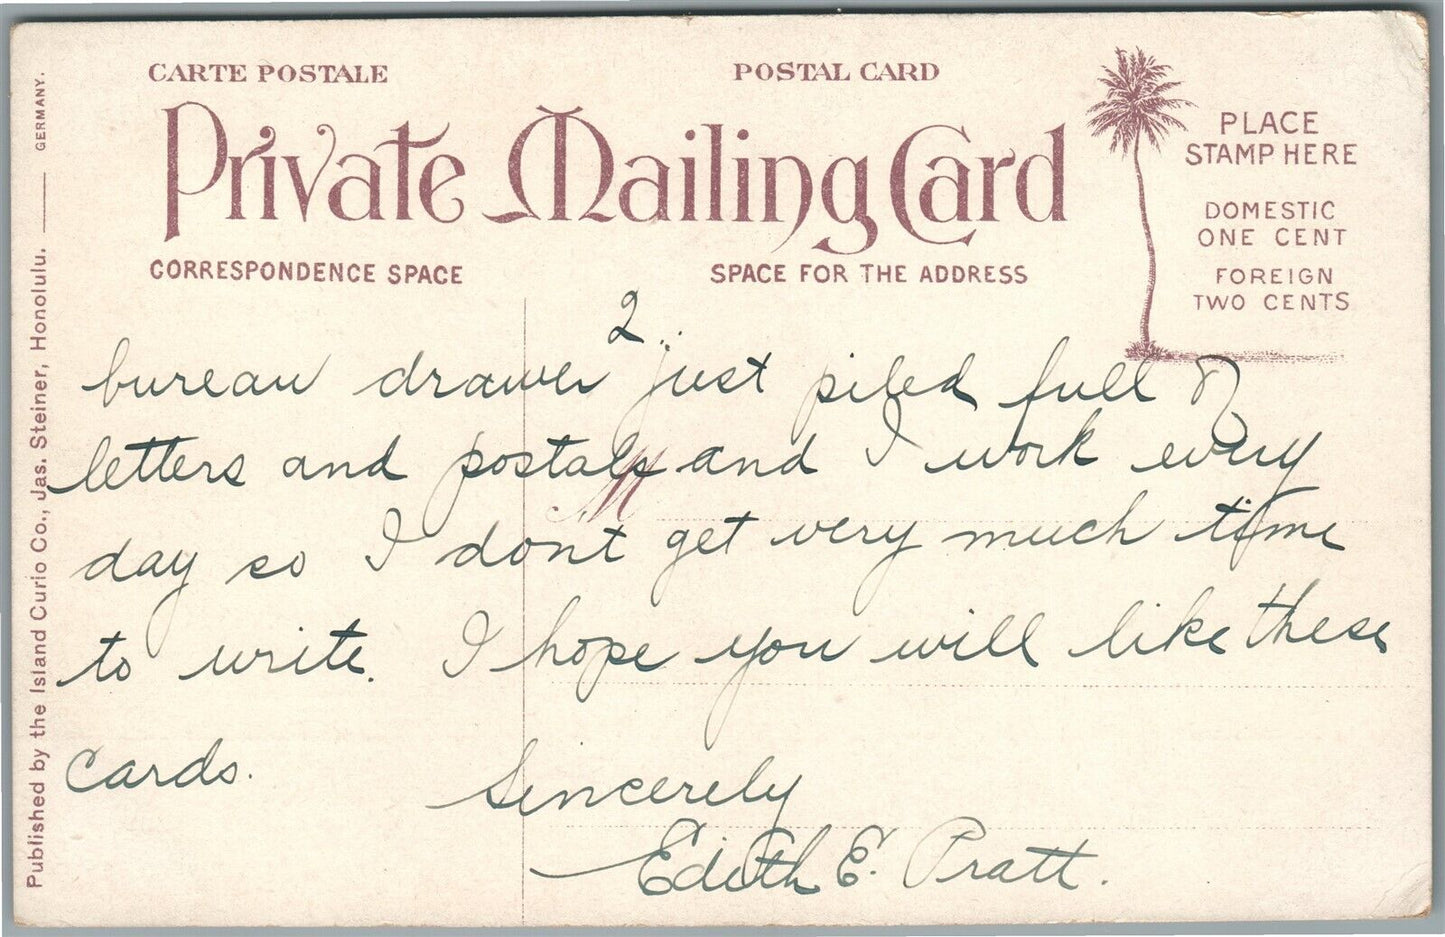 CARTE POSTALE
POSTAL CARD
Private Mailing Card
PLACE
STAMP HERE
DOMESTIC
ONE CENT
FOREIGN
TWO CENTS
CORRESPONDENCE SPACE
SPACE FOR THE ADDRESS
2
bureau drawer just piled full of
letters and postals and I work every
M
day so I don't get very much time
to write. I hope you will like these
cards.
Sincerely
Edith E. Pratt.
Published by the Island Curio Co., Jas. Steiner, Honolulu. — GERMANY.